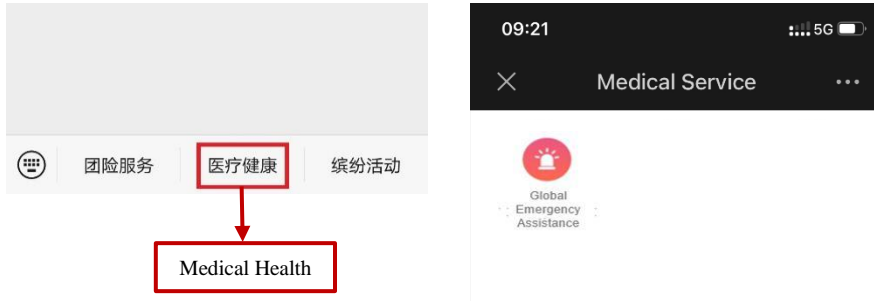 团险服务
医疗健康
缤纷活动
Medical Health
09:21
5G
Medical Service
Global
Emergency
Assistance